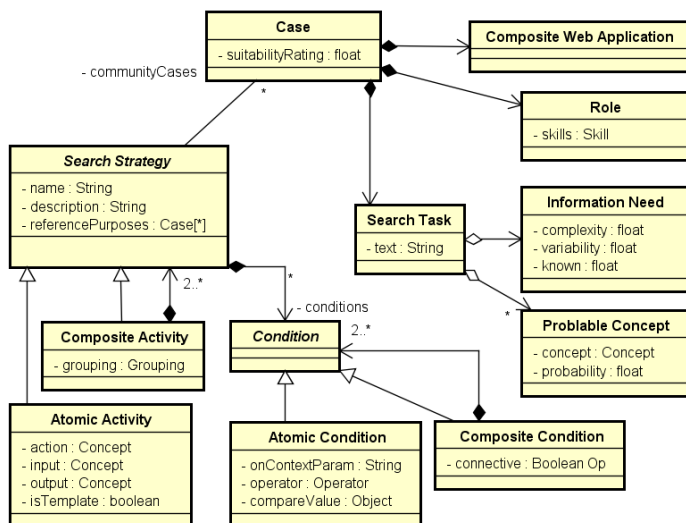 Case
- suitabilityRating : float
Composite Web Application
- communityCases
*
Role
- skills : Skill
Search Strategy
- name : String
- description : String
- referencePurposes : Case[*]
Search Task
- text : String
Information Need
- complexity : float
- variability : float
- known : float
2..*
*
- conditions
*
Problable Concept
- concept : Concept
- probability : float
Composite Activity
- grouping : Grouping
Condition
2..*
Atomic Activity
- action : Concept
- input : Concept
- output : Concept
- isTemplate : boolean
Atomic Condition
- onContextParam : String
- operator : Operator
- compareValue : Object
Composite Condition
- connective : Boolean Op